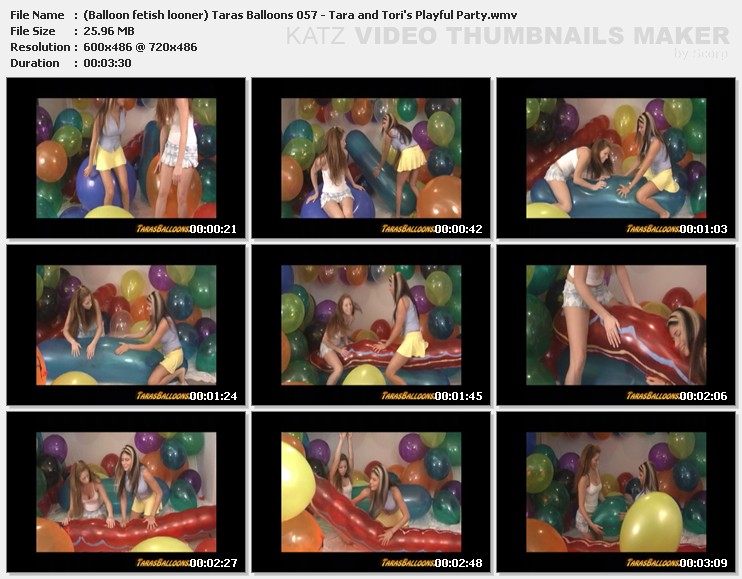 File Name : (Balloon fetish looner) Taras Balloons 057 - Tara and Tori's Playful Party.wmv
KATZ VIDEO THUMBNAILS MAKER
File Size : 25.96 MB
by Scorp
Resolution : 600x486 @ 720x486
Duration : 00:03:30
TARASBALLOONS 00:00:21
TARASBALLOONS 00:00:42
TARASBALLOONS 00:01:03
TARASBALLOONS 00:01:24
TARASBALLOONS 00:01:45
TARASBALLOONS 00:02:06
TARASBALLOONS 00:02:27
TARASBALLOONS 00:02:48
TARASBALLOONS 00:03:09